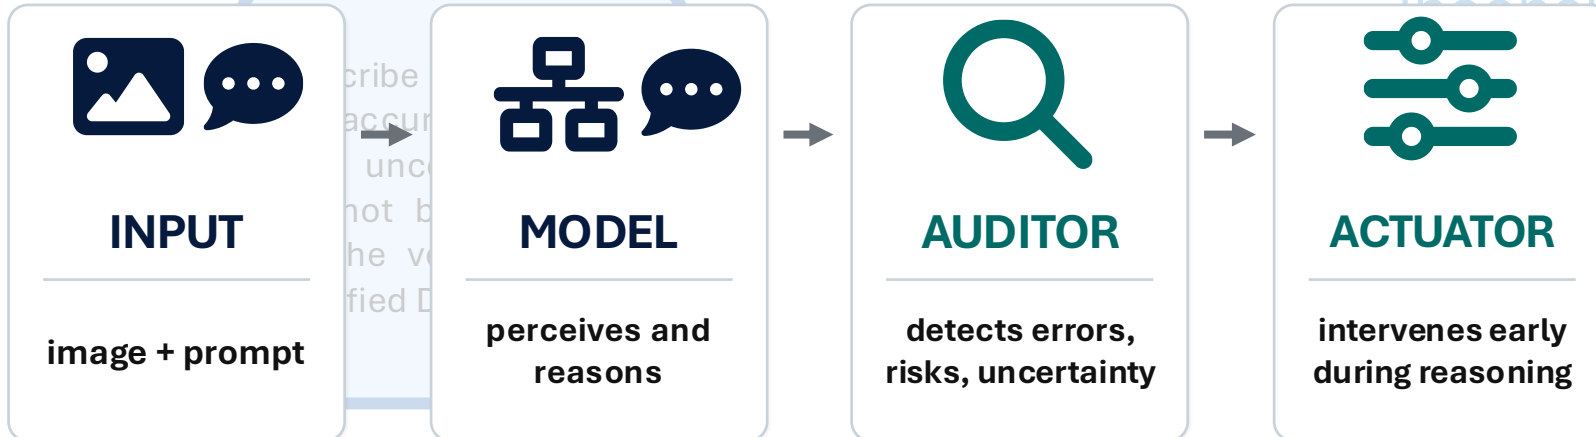 INPUT
image + prompt
MODEL
perceives and
reasons
AUDITOR
detects errors,
risks, uncertainty
ACTUATOR
intervenes early
during reasoning